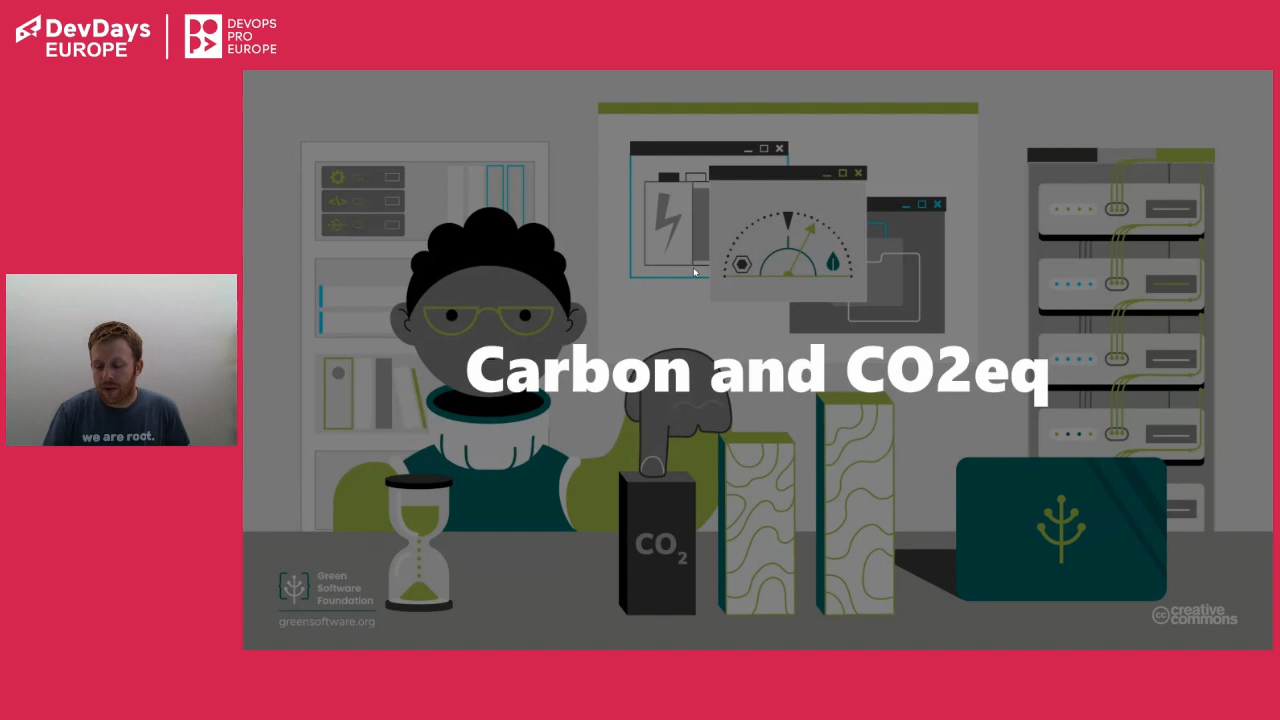 DevDays
EUROPE
DEVOPS
PRO
EUROPE
we are root.
Carbon and CO2eq
CO2
Green
Software
Foundation
greensoftware.org
cc creative
commons